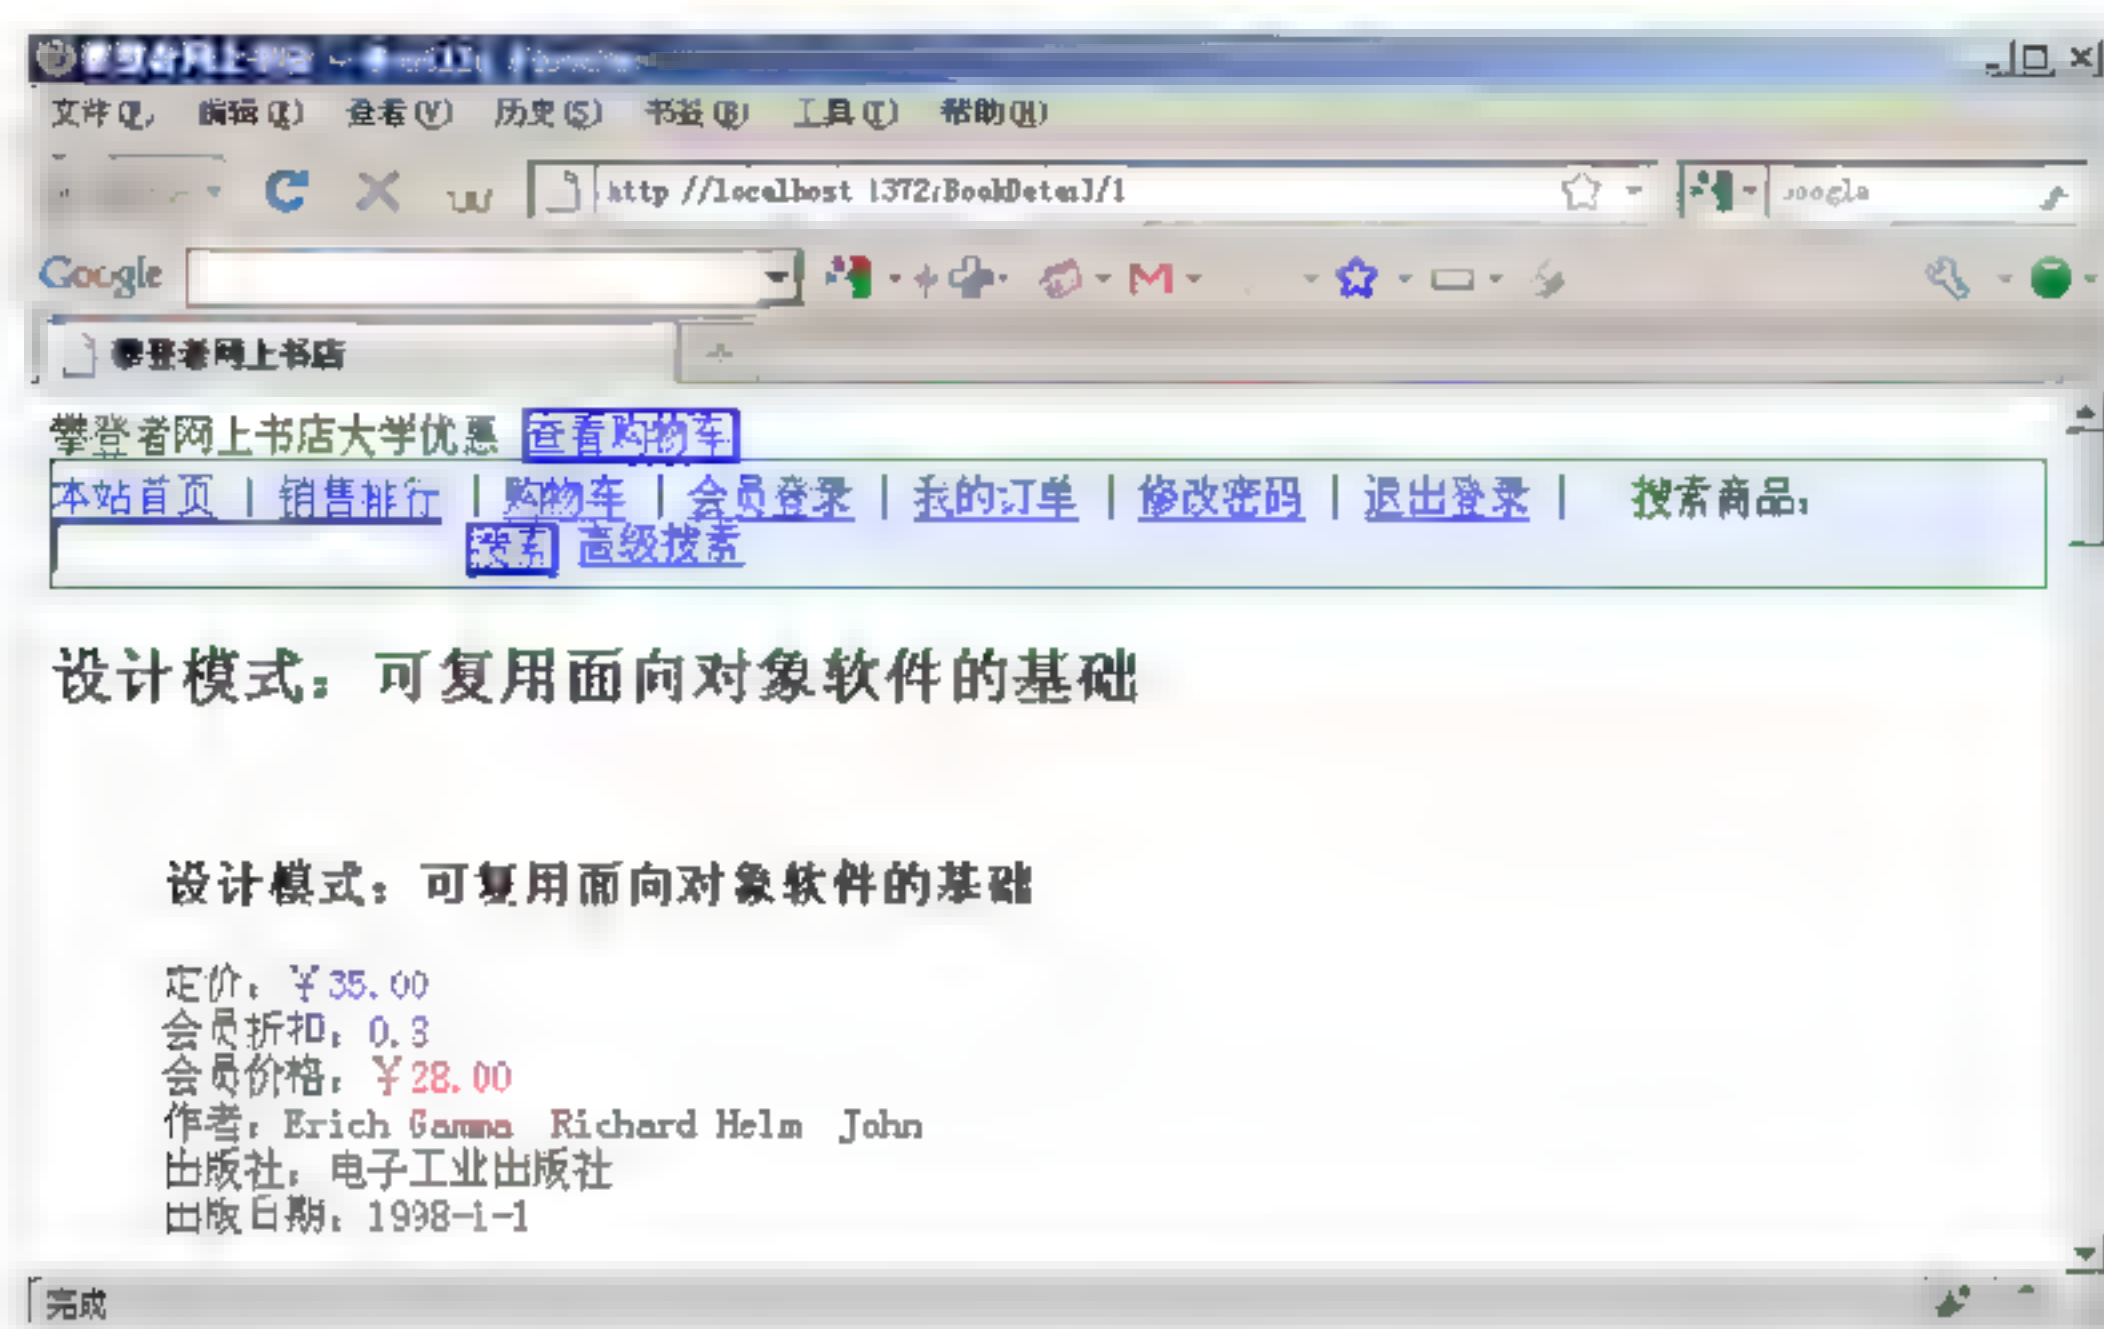 文件(F) 编辑(E) 查看(V) 历史(S) 书签(B) 工具(T) 帮助(H)
http://localhost:1372/BookDetail/1
Google
攀登者网上书店
攀登者网上书店大学优惠 查看购物车
本站首页 | 销售排行 | 购物车 | 会员登录 | 我的订单 | 修改密码 | 退出登录 | 搜索商品:
搜索 高级搜索
设计模式：可复用面向对象软件的基础
设计模式：可复用面向对象软件的基础
定价：￥35.00
会员折扣：0.8
会员价格：￥28.00
作者：Erich Gamma Richard Helm John
出版社：电子工业出版社
出版日期：1998-1-1
完成